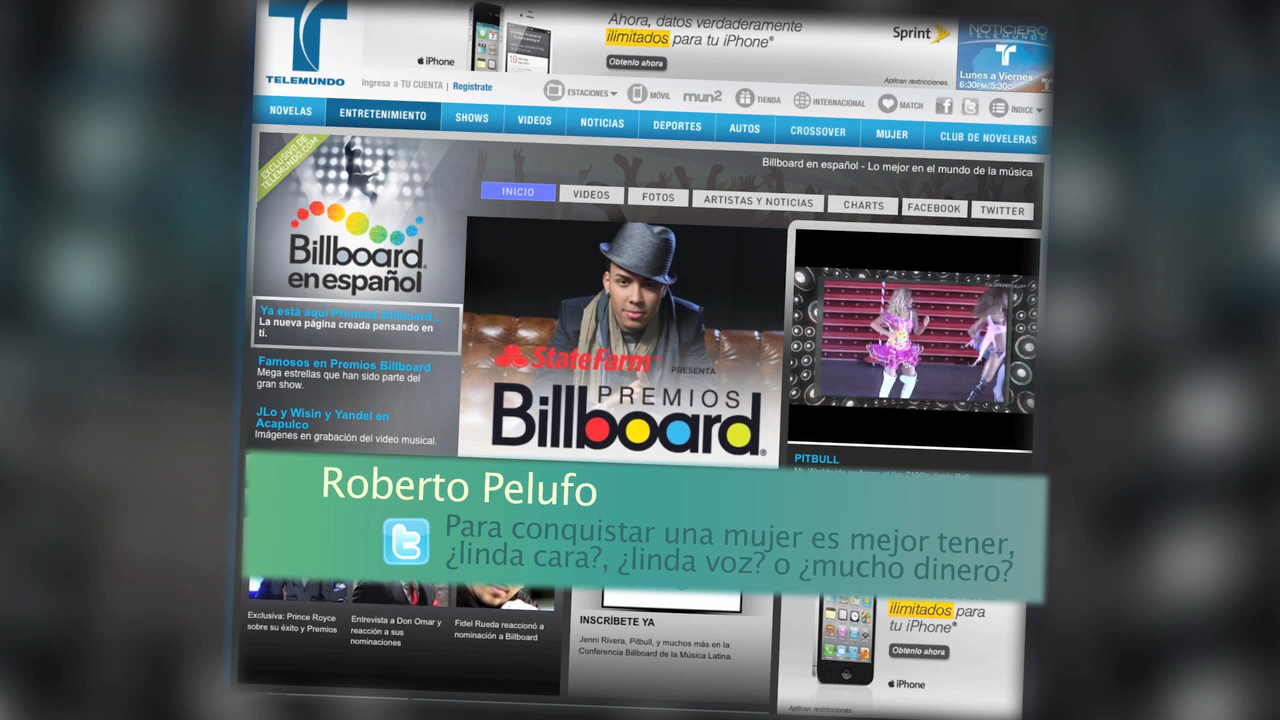 TELEMUNDO
iPhone
Ahora, datos verdaderamente
ilimitados para tu iPhone®
Obtenlo ahora
Sprint
Aplican restricciones.
NOTICIERO
TELEMUNDO
Lunes a Viernes
6:30PM/5:30C
Ingresa a TU CUENTA | Regístrate
ESTACIONES
MÓVIL
mun2
TIENDA
INTERNACIONAL
MATCH
ÍNDICE
NOVELAS
ENTRETENIMIENTO
SHOWS
VIDEOS
NOTICIAS
DEPORTES
AUTOS
CROSSOVER
MUJER
CLUB DE NOVELERAS
EXCLUSIVO DE
TELEMUNDO.COM
Billboard en español - Lo mejor en el mundo de la música
INICIO
VIDEOS
FOTOS
ARTISTAS Y NOTICIAS
CHARTS
FACEBOOK
TWITTER
Billboard®
en español
Ya está aquí Premios Billboard...
La nueva página creada pensando en
ti.
Famosos en Premios Billboard
Mega estrellas que han sido parte del
gran show.
JLo y Wisin y Yandel en
Acapulco
Imágenes en grabación del video musical.
State Farm™
PRESENTA
PREMIOS
Billboard®
PITBULL
Roberto Pelufo
Para conquistar una mujer es mejor tener,
¿linda cara?, ¿linda voz? o ¿mucho dinero?
Exclusiva: Prince Royce
sobre su éxito y Premios
Entrevista a Don Omar y
reacción a sus
nominaciones
Fidel Rueda reaccionó a
nominación a Billboard
INSCRÍBETE YA
Jenni Rivera, Pitbull, y muchos más en la
Conferencia Billboard de la Música Latina.
ilimitados para
tu iPhone®
Obtenlo ahora
iPhone
Aplican restricciones.